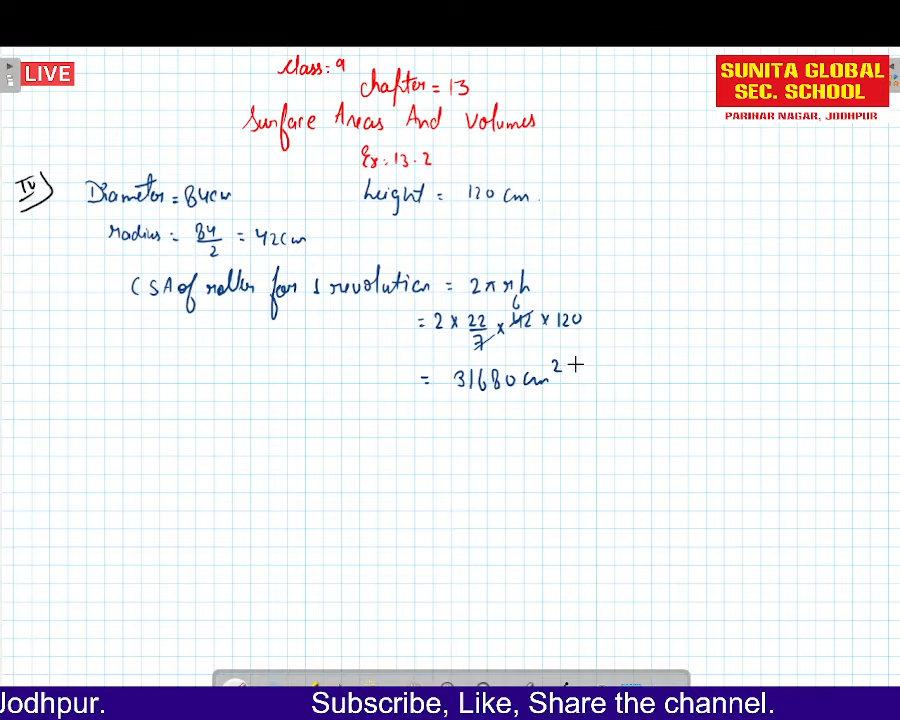 LIVE
SUNITA GLOBAL
SEC. SCHOOL
PARIHAR NAGAR, JODHPUR
Class: 9
Chapter = 13
Surface Areas And Volumes
Ex: 13.2
IV) Diameter = 84cm height = 120 cm.
radius = 84/2 = 42cm
CSA of roller for 1 revolution = 2πrh
6
= 2 × 22/7 × 42 × 120
= 31680 cm²
Jodhpur. Subscribe, Like, Share the channel.